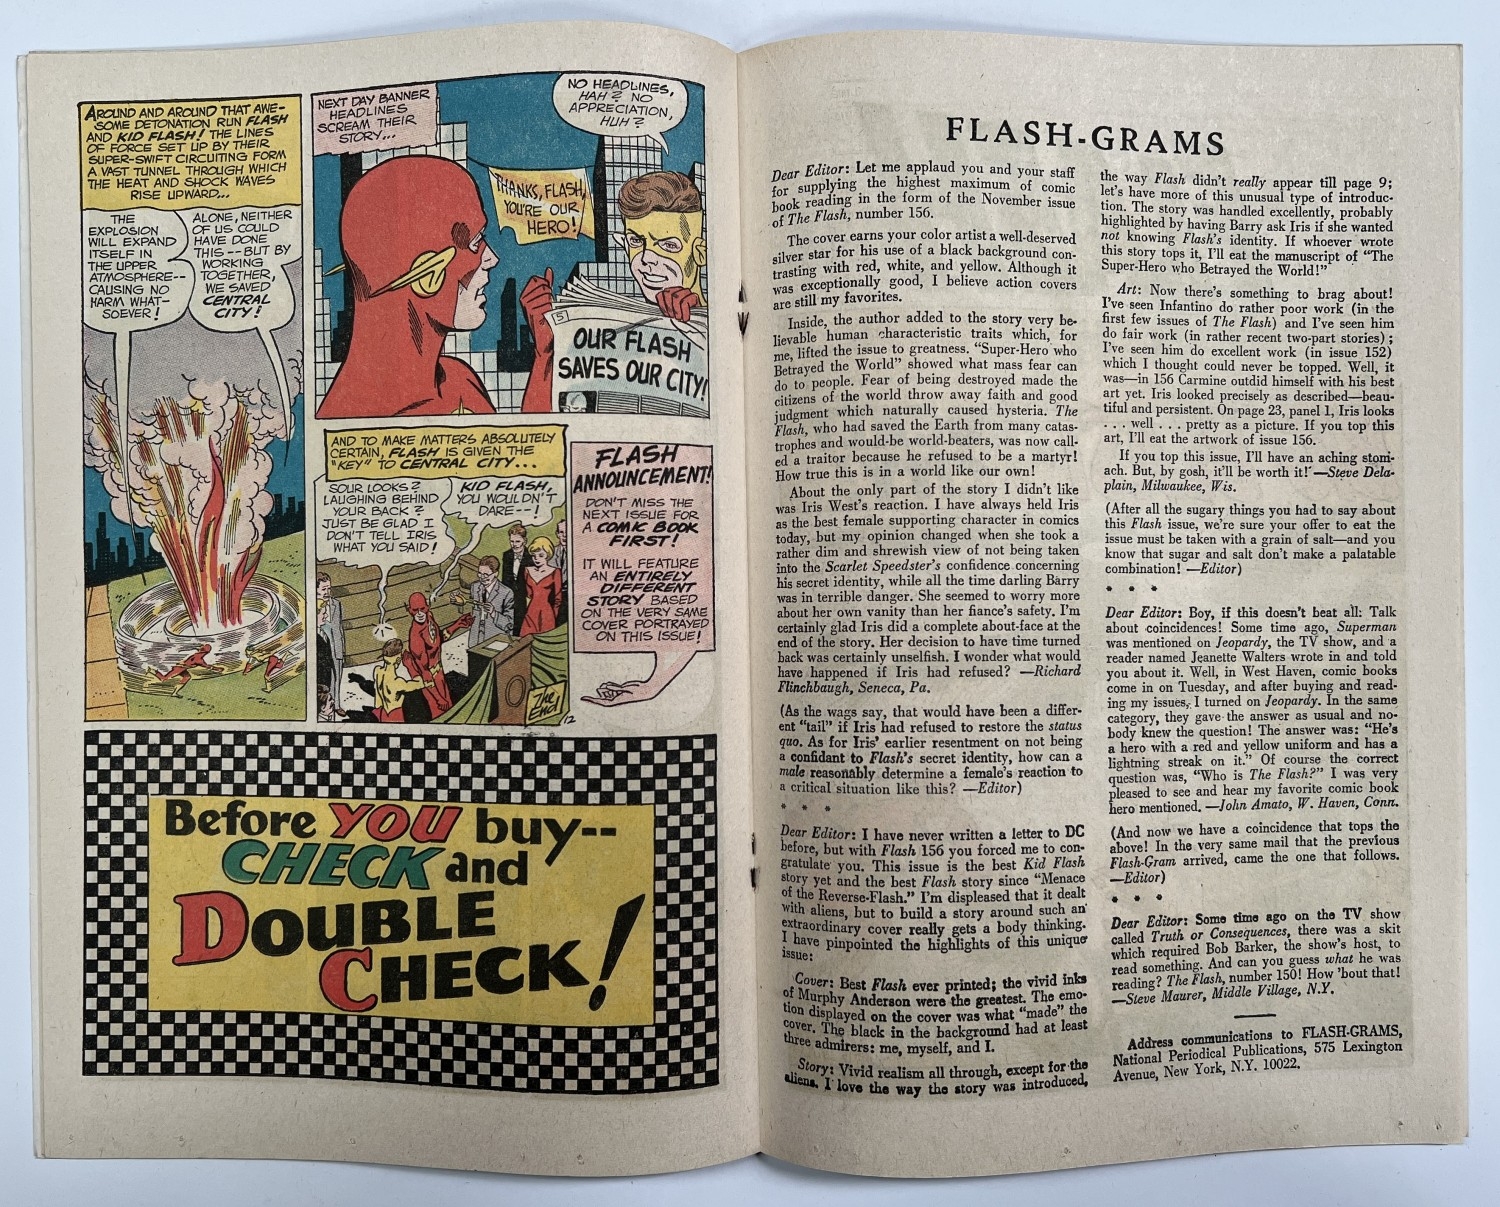 AROUND AND AROUND THAT AWE-
SOME DETONATION RUN FLASH
AND KID FLASH! THE LINES
OF FORCE SET UP BY THEIR
SUPER-SWIFT CIRCUITING FORM
A VAST TUNNEL THROUGH WHICH
THE HEAT AND SHOCK WAVES
RISE UPWARD...
THE
EXPLOSION
WILL EXPAND
ITSELF IN
THE UPPER
ATMOSPHERE--
CAUSING NO
HARM WHAT-
SOEVER!
ALONE, NEITHER
OF US COULD
HAVE DONE
THIS--BUT BY
WORKING
TOGETHER,
WE SAVED
CENTRAL
CITY!
NEXT DAY BANNER
HEADLINES
SCREAM THEIR
STORY...
NO HEADLINES,
HAH? NO
APPRECIATION,
HUH?
THANKS, FLASH,
YOU'RE OUR
HERO!
5
OUR FLASH
SAVES OUR CITY!
AND TO MAKE MATTERS ABSOLUTELY
CERTAIN, FLASH IS GIVEN THE
"KEY" TO CENTRAL CITY...
SOUR LOOKS?
LAUGHING BEHIND
YOUR BACK?
JUST BE GLAD I
DON'T TELL IRIS
WHAT YOU SAID!
KID FLASH,
YOU WOULDN'T
DARE--!
The
End
12
FLASH
ANNOUNCEMENT!
DON'T MISS THE
NEXT ISSUE FOR
A COMIC BOOK
FIRST!
IT WILL FEATURE
AN ENTIRELY
DIFFERENT
STORY BASED
ON THE VERY SAME
COVER PORTRAYED
ON THIS ISSUE!
Before YOU buy--
CHECK and
DOUBLE
CHECK!
FLASH-GRAMS
Dear Editor: Let me applaud you and your staff
for supplying the highest maximum of comic
book reading in the form of the November issue
of The Flash, number 156.
The cover earns your color artist a well-deserved
silver star for his use of a black background con-
trasting with red, white, and yellow. Although it
was exceptionally good, I believe action covers
are still my favorites.
Inside, the author added to the story very be-
lievable human characteristic traits which, for
me, lifted the issue to greatness. "Super-Hero who
Betrayed the World" showed what mass fear can
do to people. Fear of being destroyed made the
citizens of the world throw away faith and good
judgment which naturally caused hysteria. The
Flash, who had saved the Earth from many catas-
trophes and would-be world-beaters, was now call-
ed a traitor because he refused to be a martyr!
How true this is in a world like our own!
About the only part of the story I didn't like
was Iris West's reaction. I have always held Iris
as the best female supporting character in comics
today, but my opinion changed when she took a
rather dim and shrewish view of not being taken
into the Scarlet Speedster's confidence concerning
his secret identity, while all the time darling Barry
was in terrible danger. She seemed to worry more
about her own vanity than her fiance's safety. I'm
certainly glad Iris did a complete about-face at the
end of the story. Her decision to have time turned
back was certainly unselfish. I wonder what would
have happened if Iris had refused? —Richard
Flinchbaugh, Seneca, Pa.
(As the wags say, that would have been a differ-
ent "tail" if Iris had refused to restore the status
quo. As for Iris' earlier resentment on not being
a confidant to Flash's secret identity, how can a
male reasonably determine a female's reaction to
a critical situation like this? —Editor)
* * *
Dear Editor: I have never written a letter to DC
before, but with Flash 156 you forced me to con-
gratulate you. This issue is the best Kid Flash
story yet and the best Flash story since "Menace
of the Reverse-Flash." I'm displeased that it dealt
with aliens, but to build a story around such an
extraordinary cover really gets a body thinking.
I have pinpointed the highlights of this unique
issue:
Cover: Best Flash ever printed; the vivid inks
of Murphy Anderson were the greatest. The emo-
tion displayed on the cover was what "made" the
cover. The black in the background had at least
three admirers: me, myself, and I.
Story: Vivid realism all through, except for the
aliens. I love the way the story was introduced,
the way Flash didn't really appear till page 9;
let's have more of this unusual type of introduc-
tion. The story was handled excellently, probably
highlighted by having Barry ask Iris if she wanted
not knowing Flash's identity. If whoever wrote
this story tops it, I'll eat the manuscript of "The
Super-Hero who Betrayed the World!"
Art: Now there's something to brag about!
I've seen Infantino do rather poor work (in the
first few issues of The Flash) and I've seen him
do fair work (in rather recent two-part stories);
I've seen him do excellent work (in issue 152)
which I thought could never be topped. Well, it
was—in 156 Carmine outdid himself with his best
art yet. Iris looked precisely as described—beau-
tiful and persistent. On page 23, panel 1, Iris looks
. . . well . . . pretty as a picture. If you top this
art, I'll eat the artwork of issue 156.
If you top this issue, I'll have an aching stom-
ach. But, by gosh, it'll be worth it!—Steve Dela-
plain, Milwaukee, Wis.
(After all the sugary things you had to say about
this Flash issue, we're sure your offer to eat the
issue must be taken with a grain of salt—and you
know that sugar and salt don't make a palatable
combination! —Editor)
* * *
Dear Editor: Boy, if this doesn't beat all: Talk
about coincidences! Some time ago, Superman
was mentioned on Jeopardy, the TV show, and a
reader named Jeanette Walters wrote in and told
you about it. Well, in West Haven, comic books
come in on Tuesday, and after buying and read-
ing my issues, I turned on Jeopardy. In the same
category, they gave the answer as usual and no-
body knew the question! The answer was: "He's
a hero with a red and yellow uniform and has a
lightning streak on it." Of course the correct
question was, "Who is The Flash?" I was very
pleased to see and hear my favorite comic book
hero mentioned. —John Amato, W. Haven, Conn.
(And now we have a coincidence that tops the
above! In the very same mail that the previous
Flash-Gram arrived, came the one that follows.
—Editor)
* * *
Dear Editor: Some time ago on the TV show
called Truth or Consequences, there was a skit
which required Bob Barker, the show's host, to
read something. And can you guess what he was
reading? The Flash, number 150! How 'bout that!
—Steve Maurer, Middle Village, N.Y.
Address communications to FLASH-GRAMS,
National Periodical Publications, 575 Lexington
Avenue, New York, N.Y. 10022.